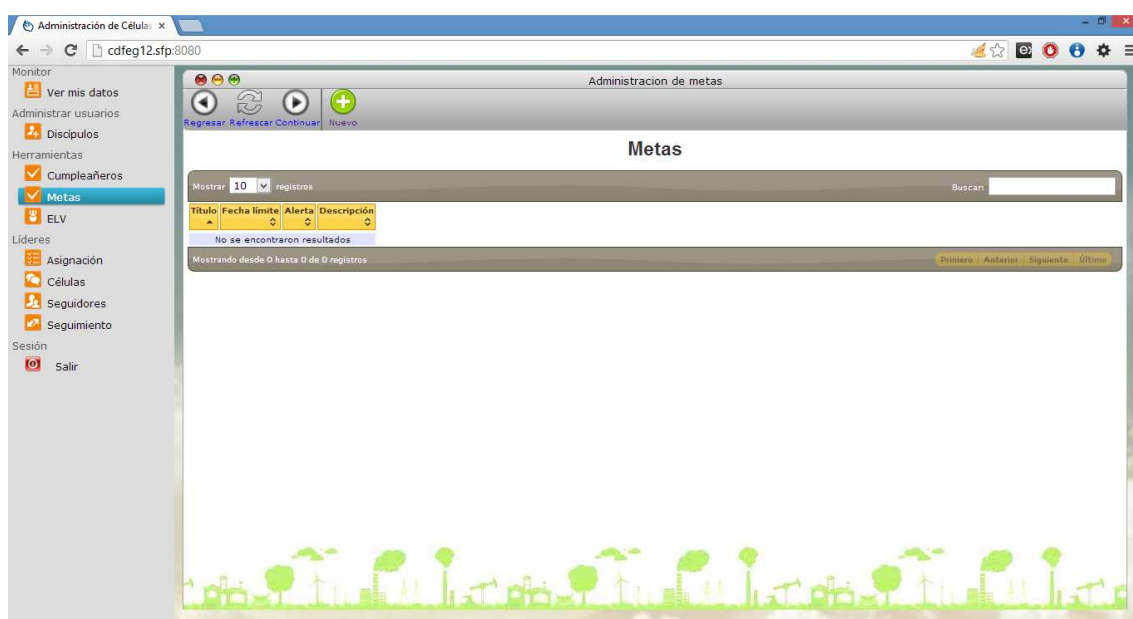 Administración de Células
cdfeg12.sfp:8080
Monitor
Ver mis datos
Administrar usuarios
Discípulos
Herramientas
Cumpleañeros
Metas
ELV
Líderes
Asignación
Células
Seguidores
Seguimiento
Sesión
Salir
Administracion de metas
Regresar Refrescar Continuar Nuevo
Metas
Mostrar 10 registros Buscar:
Título Fecha límite Alerta Descripción
No se encontraron resultados
Mostrando desde 0 hasta 0 de 0 registros Primero Anterior Siguiente Último